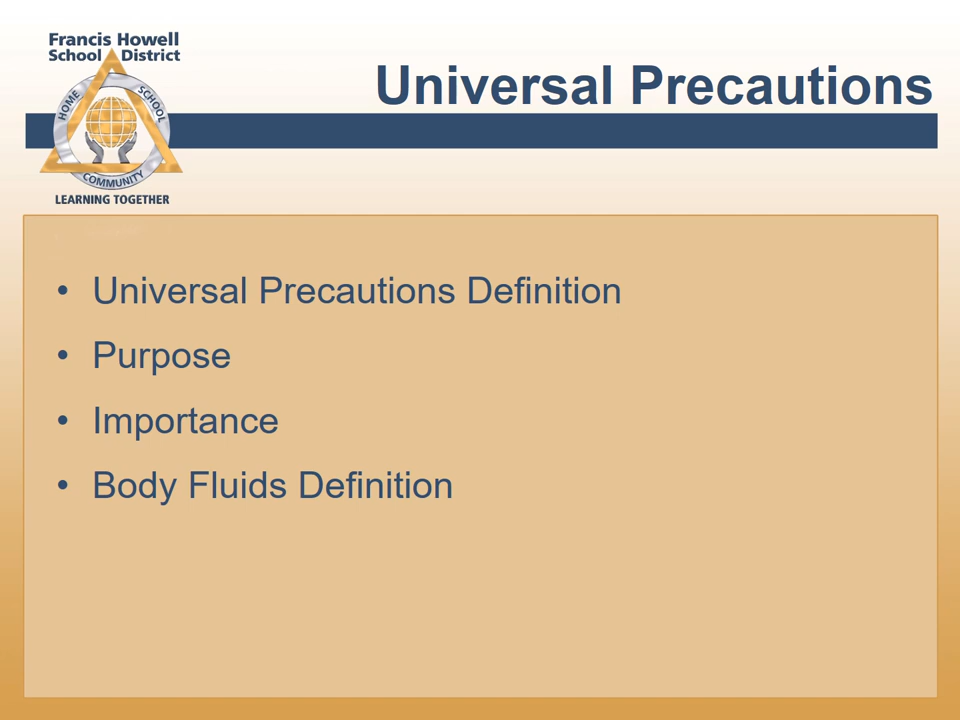 Francis Howell
School District
HOME
SCHOOL
COMMUNITY
LEARNING TOGETHER
Universal Precautions
• Universal Precautions Definition
• Purpose
• Importance
• Body Fluids Definition